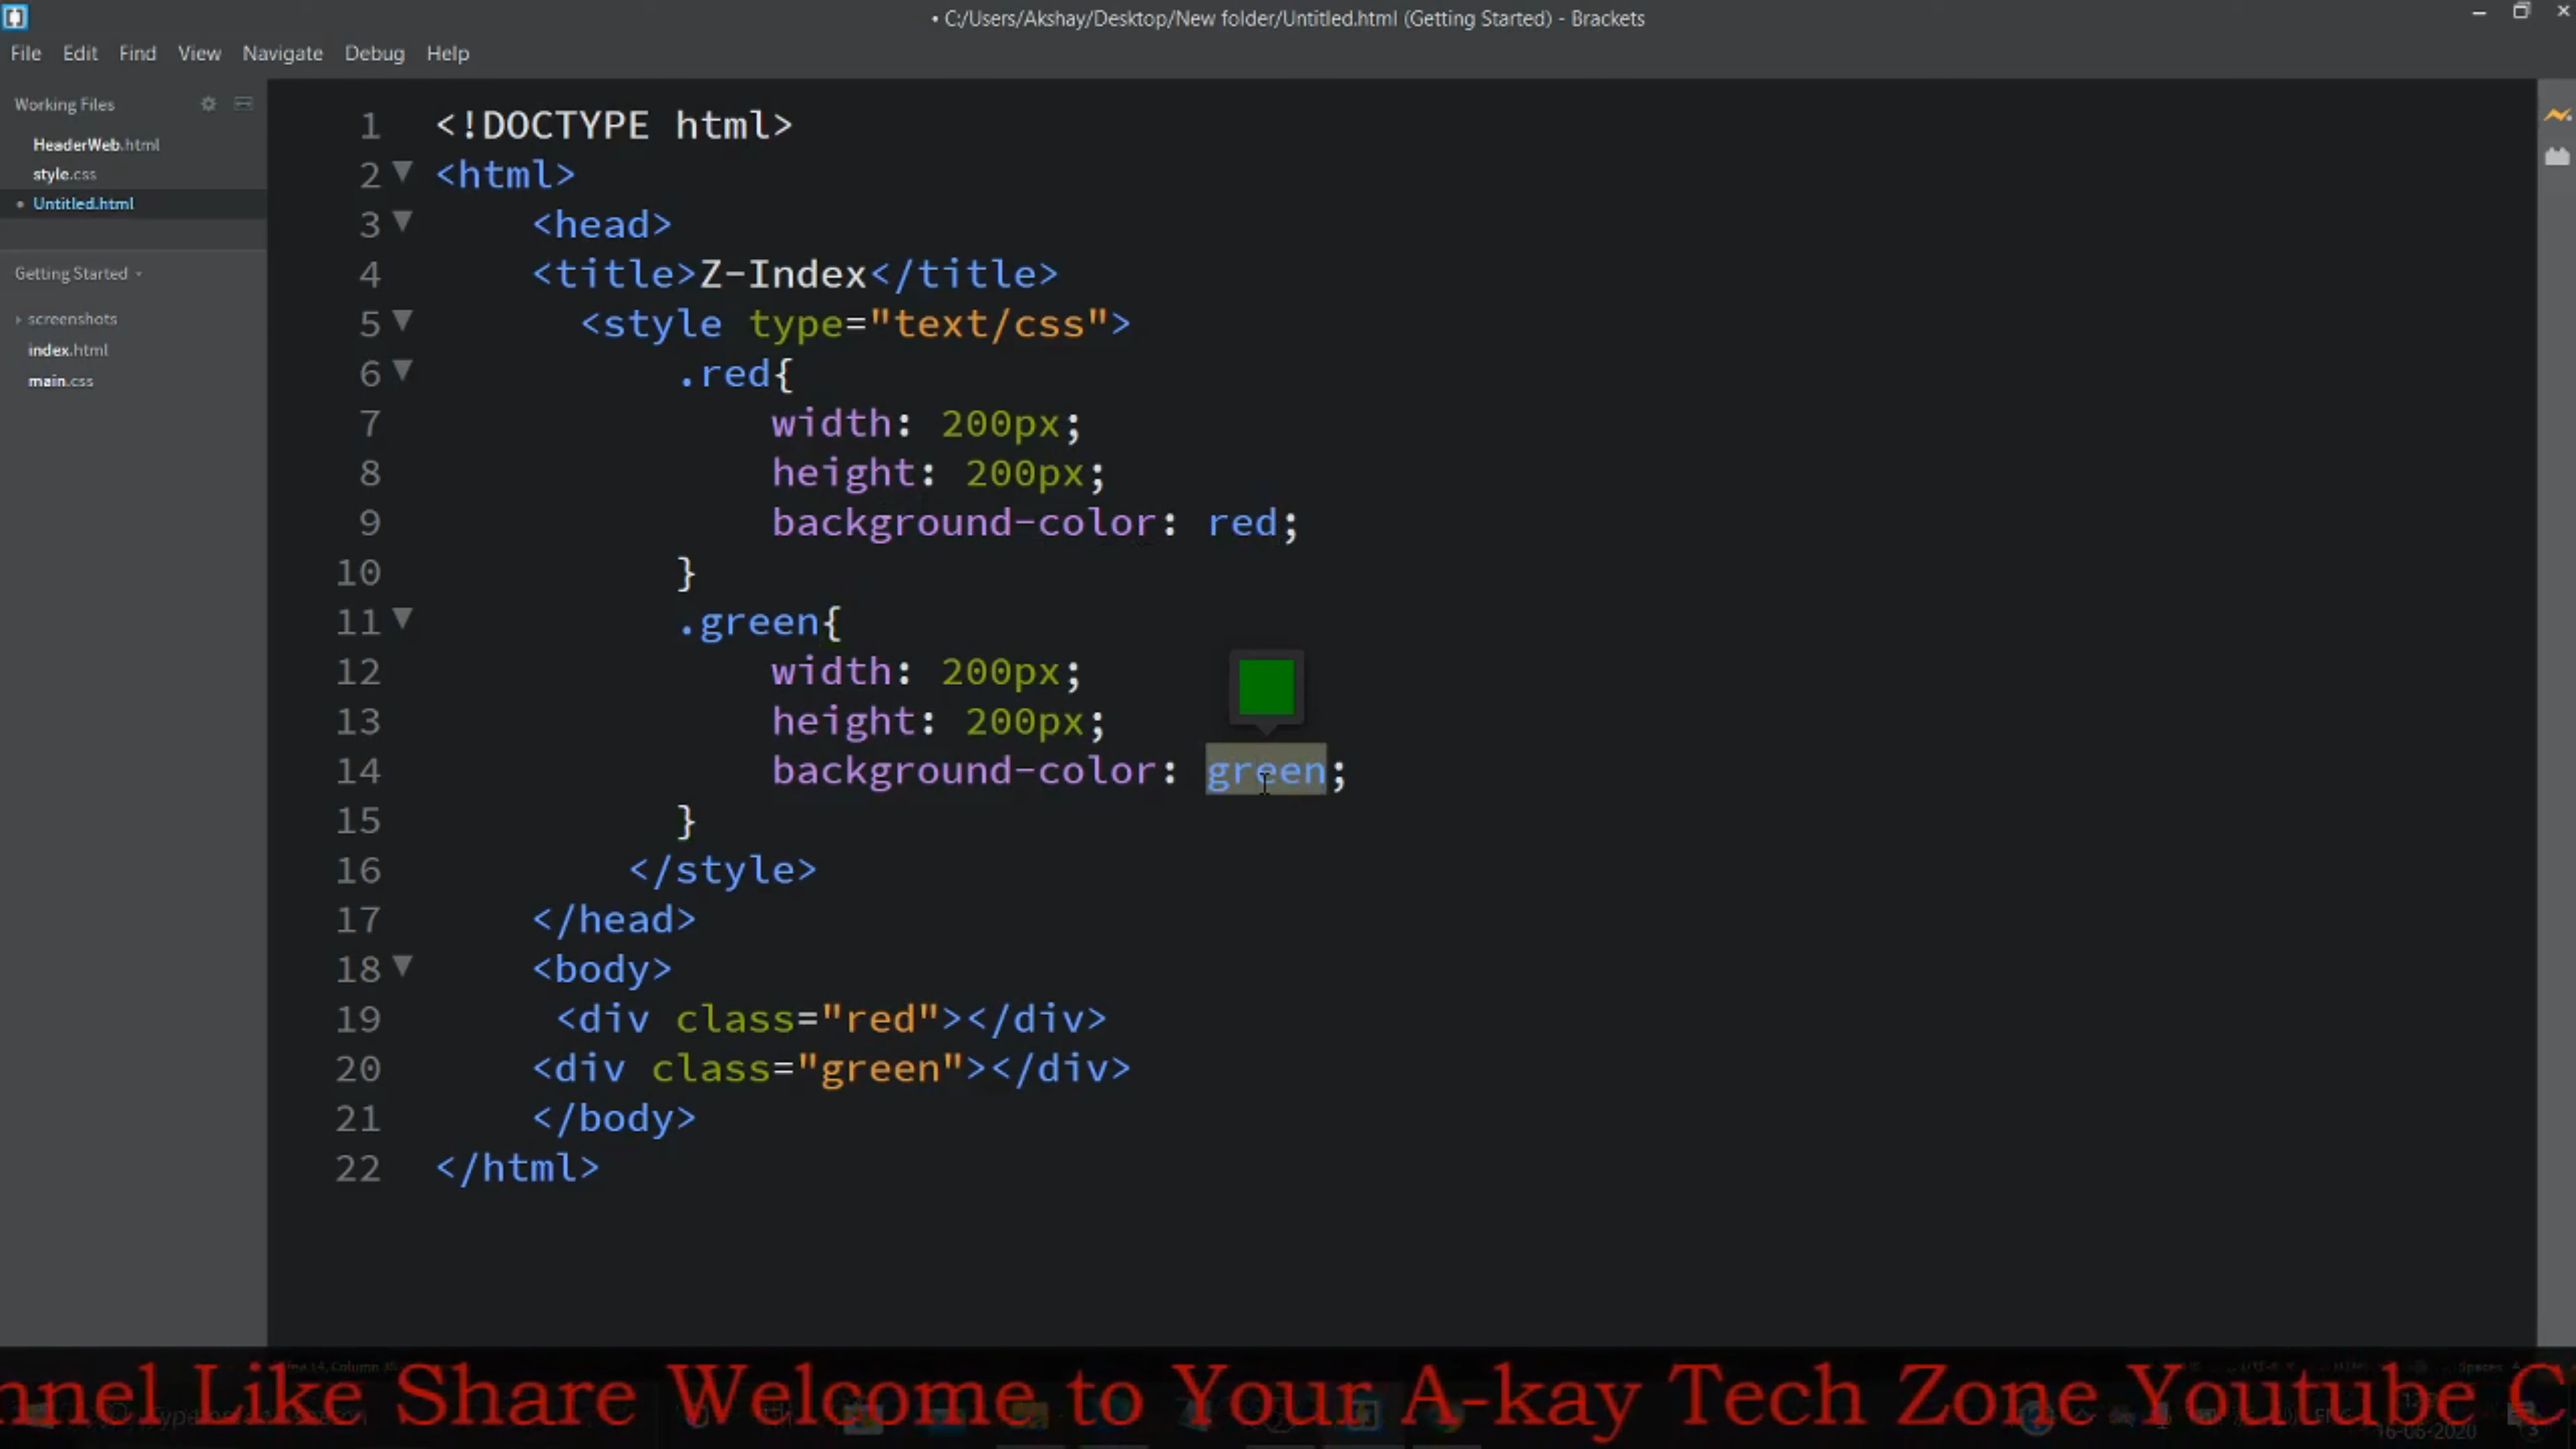 • C:/Users/Akshay/Desktop/New folder/Untitled.html (Getting Started) - Brackets
File Edit Find View Navigate Debug Help
Working Files
HeaderWeb.html
style.css
• Untitled.html
Getting Started
screenshots
index.html
main.css
1 <!DOCTYPE html>
2 <html>
3 <head>
4 <title>Z-Index</title>
5 <style type="text/css">
6 .red{
7 width: 200px;
8 height: 200px;
9 background-color: red;
10 }
11 .green{
12 width: 200px;
13 height: 200px;
14 background-color: green;
15 }
16 </style>
17 </head>
18 <body>
19 <div class="red"></div>
20 <div class="green"></div>
21 </body>
22 </html>
nnel Like Share Welcome to Your A-kay Tech Zone Youtube C